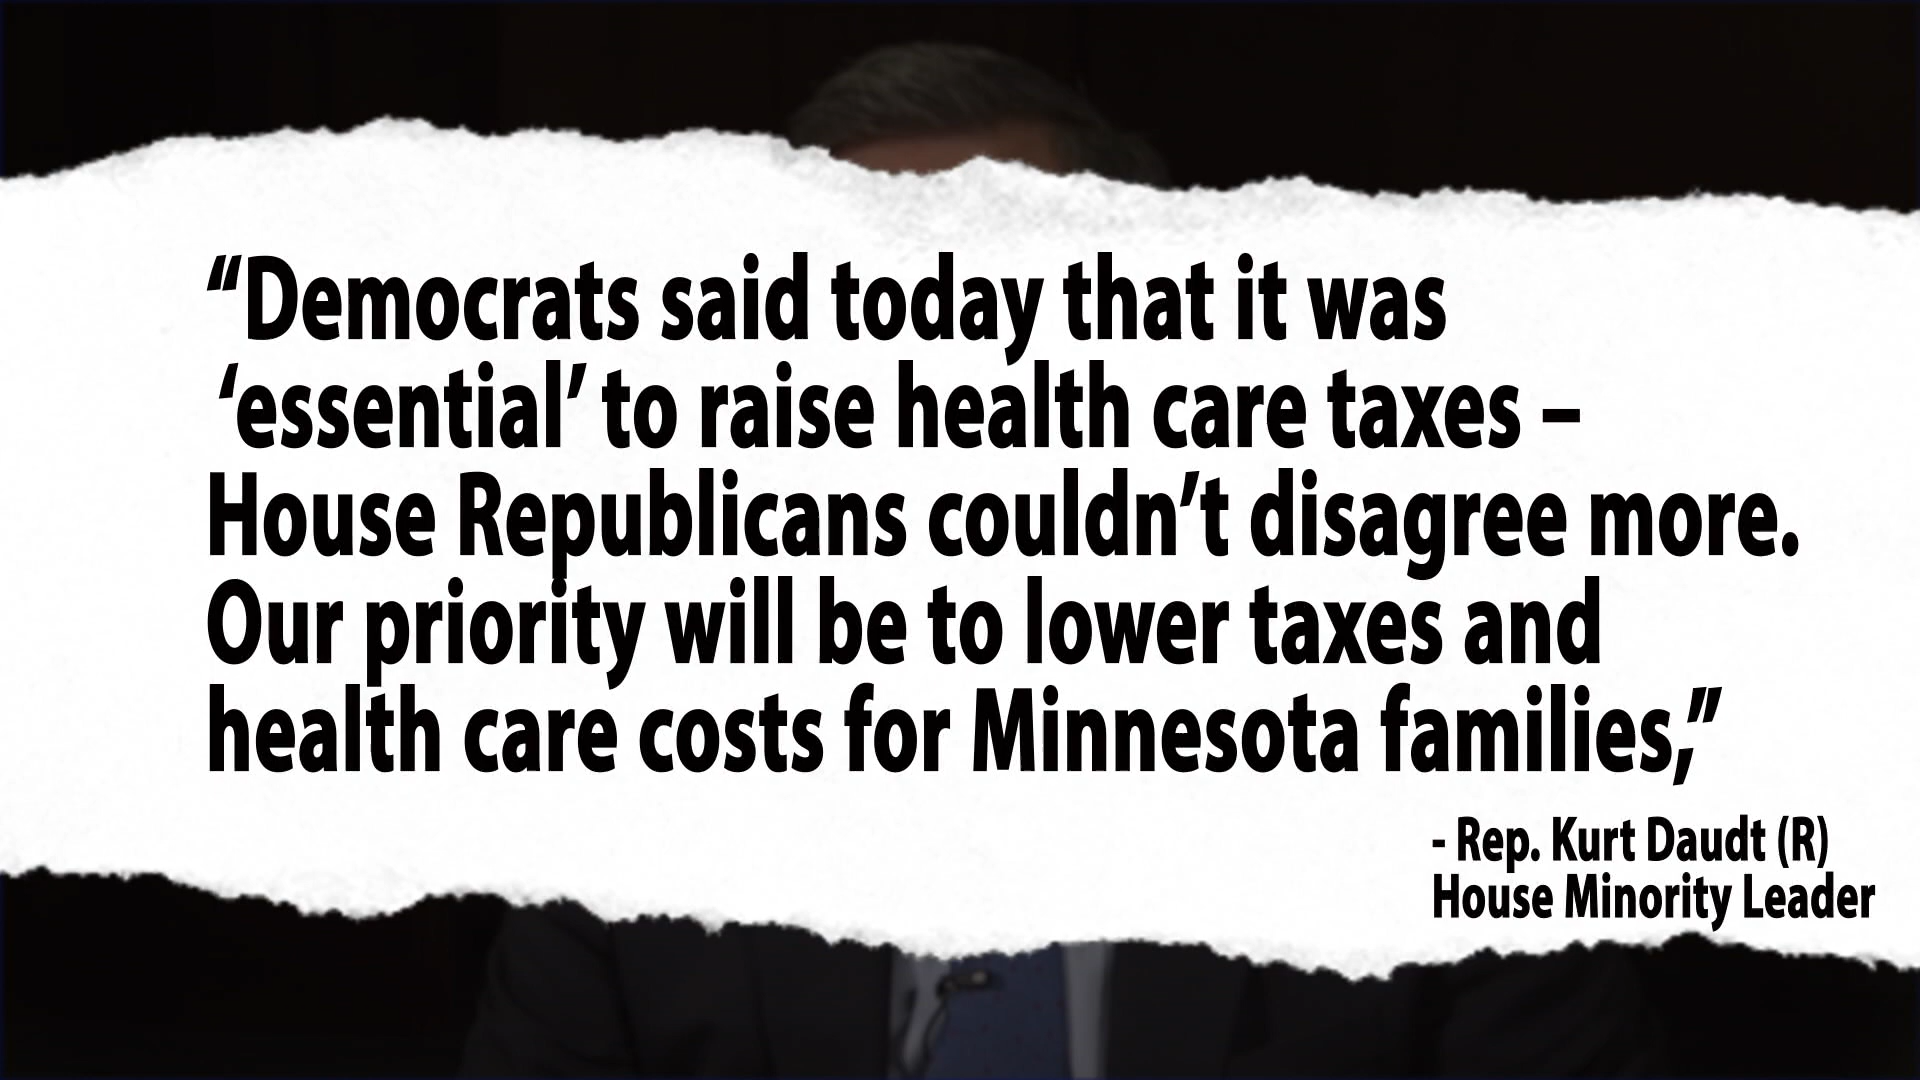 “Democrats said today that it was
‘essential’ to raise health care taxes –
House Republicans couldn’t disagree more.
Our priority will be to lower taxes and
health care costs for Minnesota families,”
- Rep. Kurt Daudt (R)
House Minority Leader